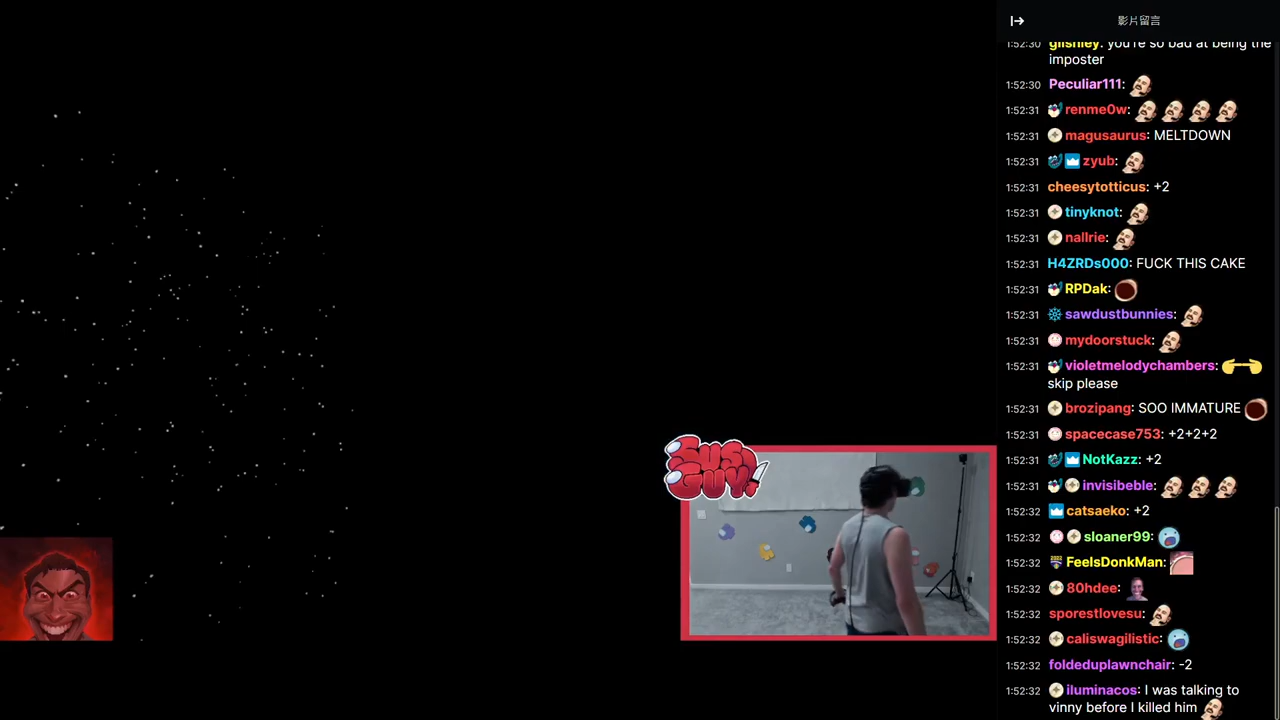 影片留言
1:52:30 glishley: you're so bad at being the
imposter
1:52:30 Peculiar111:
1:52:31 renme0w:
1:52:31 magusaurus: MELTDOWN
1:52:31 zyub:
1:52:31 cheesytotticus: +2
1:52:31 tinyknot:
1:52:31 nallrie:
1:52:31 H4ZRDs000: FUCK THIS CAKE
1:52:31 RPDak:
1:52:31 sawdustbunnies:
1:52:31 mydoorstuck:
1:52:31 violetmelodychambers:
skip please
1:52:31 brozipang: SOO IMMATURE
1:52:31 spacecase753: +2+2+2
1:52:31 NotKazz: +2
1:52:31 invisibeble:
1:52:32 catsaeko: +2
1:52:32 sloaner99:
1:52:32 FeelsDonkMan:
1:52:32 80hdee:
1:52:32 sporestlovesu:
1:52:32 caliswagilistic:
1:52:32 foldeduplawnchair: -2
1:52:32 iluminacos: I was talking to
vinny before I killed him
SUS
GUY!